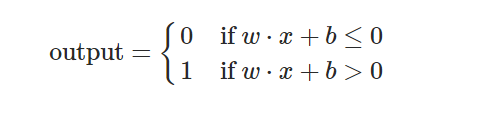 output = { 0 if w · x + b ≤ 0
1 if w · x + b > 0